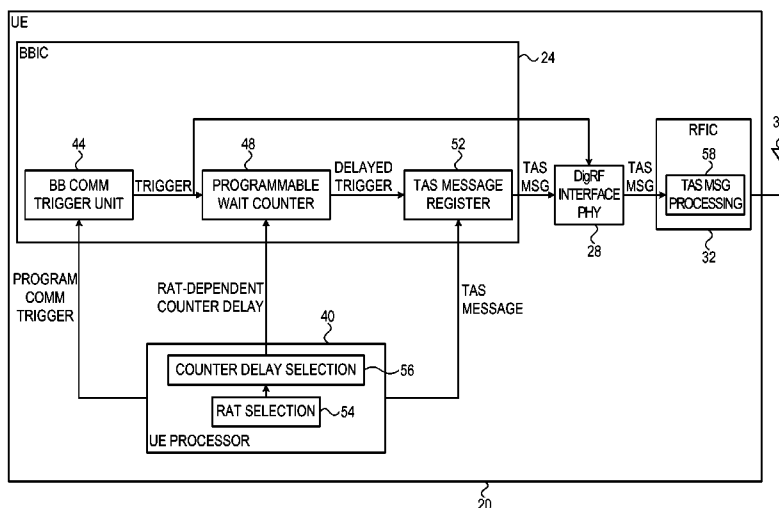 UE
BBIC
24
44
BB COMM
TRIGGER UNIT
TRIGGER
48
PROGRAMMABLE
WAIT COUNTER
DELAYED
TRIGGER
52
TAS MESSAGE
REGISTER
TAS
MSG
DigRF
INTERFACE
PHY
28
TAS
MSG
RFIC
58
TAS MSG
PROCESSING
32
3
PROGRAM
COMM
TRIGGER
RAT-DEPENDENT
COUNTER DELAY
TAS
MESSAGE
40
COUNTER DELAY SELECTION
56
RAT SELECTION
54
UE PROCESSOR
20